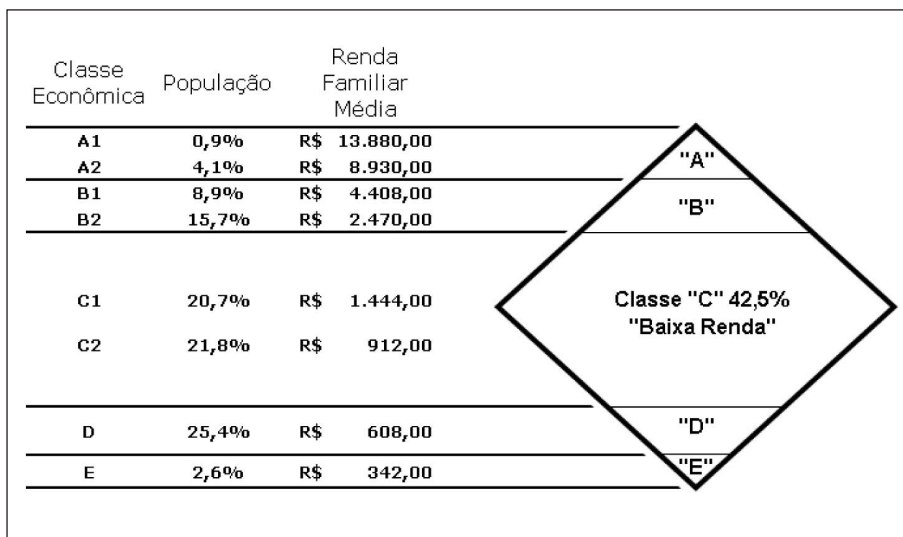 Classe Econômica População Renda Familiar Média
A1 0,9% R$ 13.880,00
A2 4,1% R$ 8.930,00
"A"
B1 8,9% R$ 4.408,00
B2 15,7% R$ 2.470,00
"B"
C1 20,7% R$ 1.444,00
C2 21,8% R$ 912,00
Classe "C" 42,5%
"Baixa Renda"
D 25,4% R$ 608,00
"D"
E 2,6% R$ 342,00
"E"